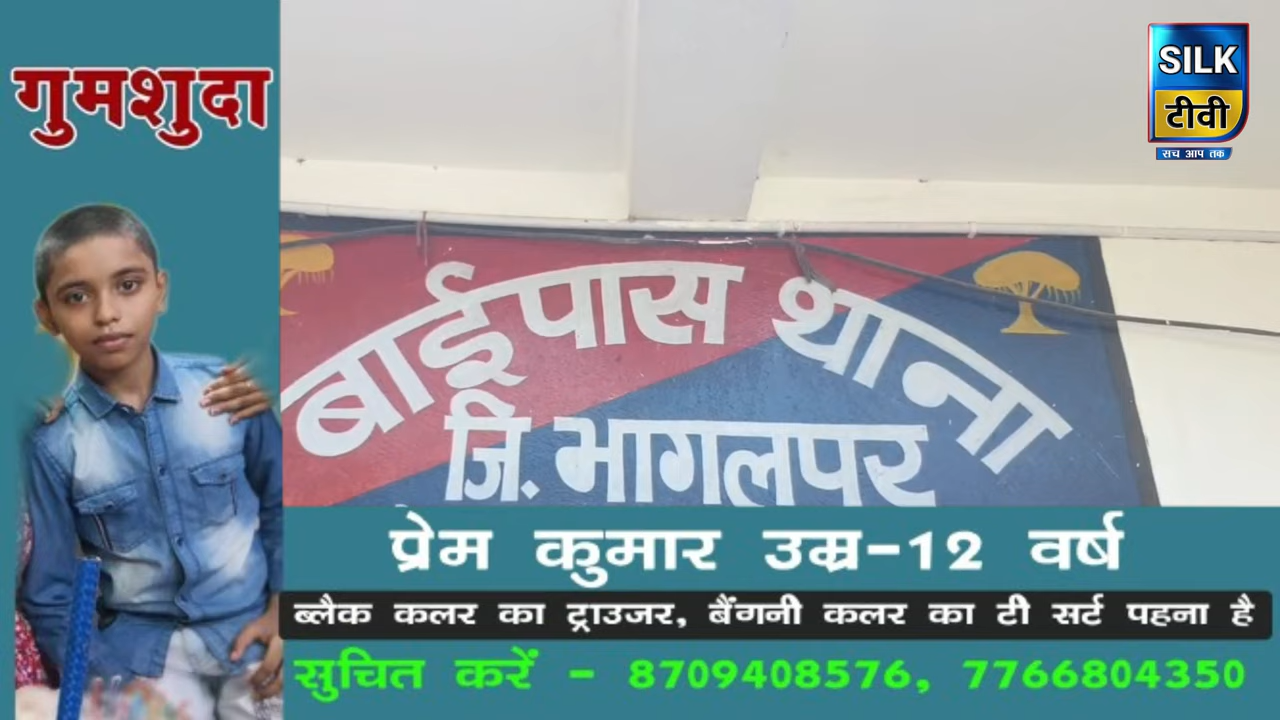 गुमशुदा
SILK
टीवी
सच आप तक
बाईपास थाना
जि. भागलपुर
प्रेम कुमार उम्र-12 वर्ष
ब्लैक कलर का ट्राउजर, बैंगनी कलर का टी सर्ट पहना है
सुचित करें - 8709408576, 7766804350